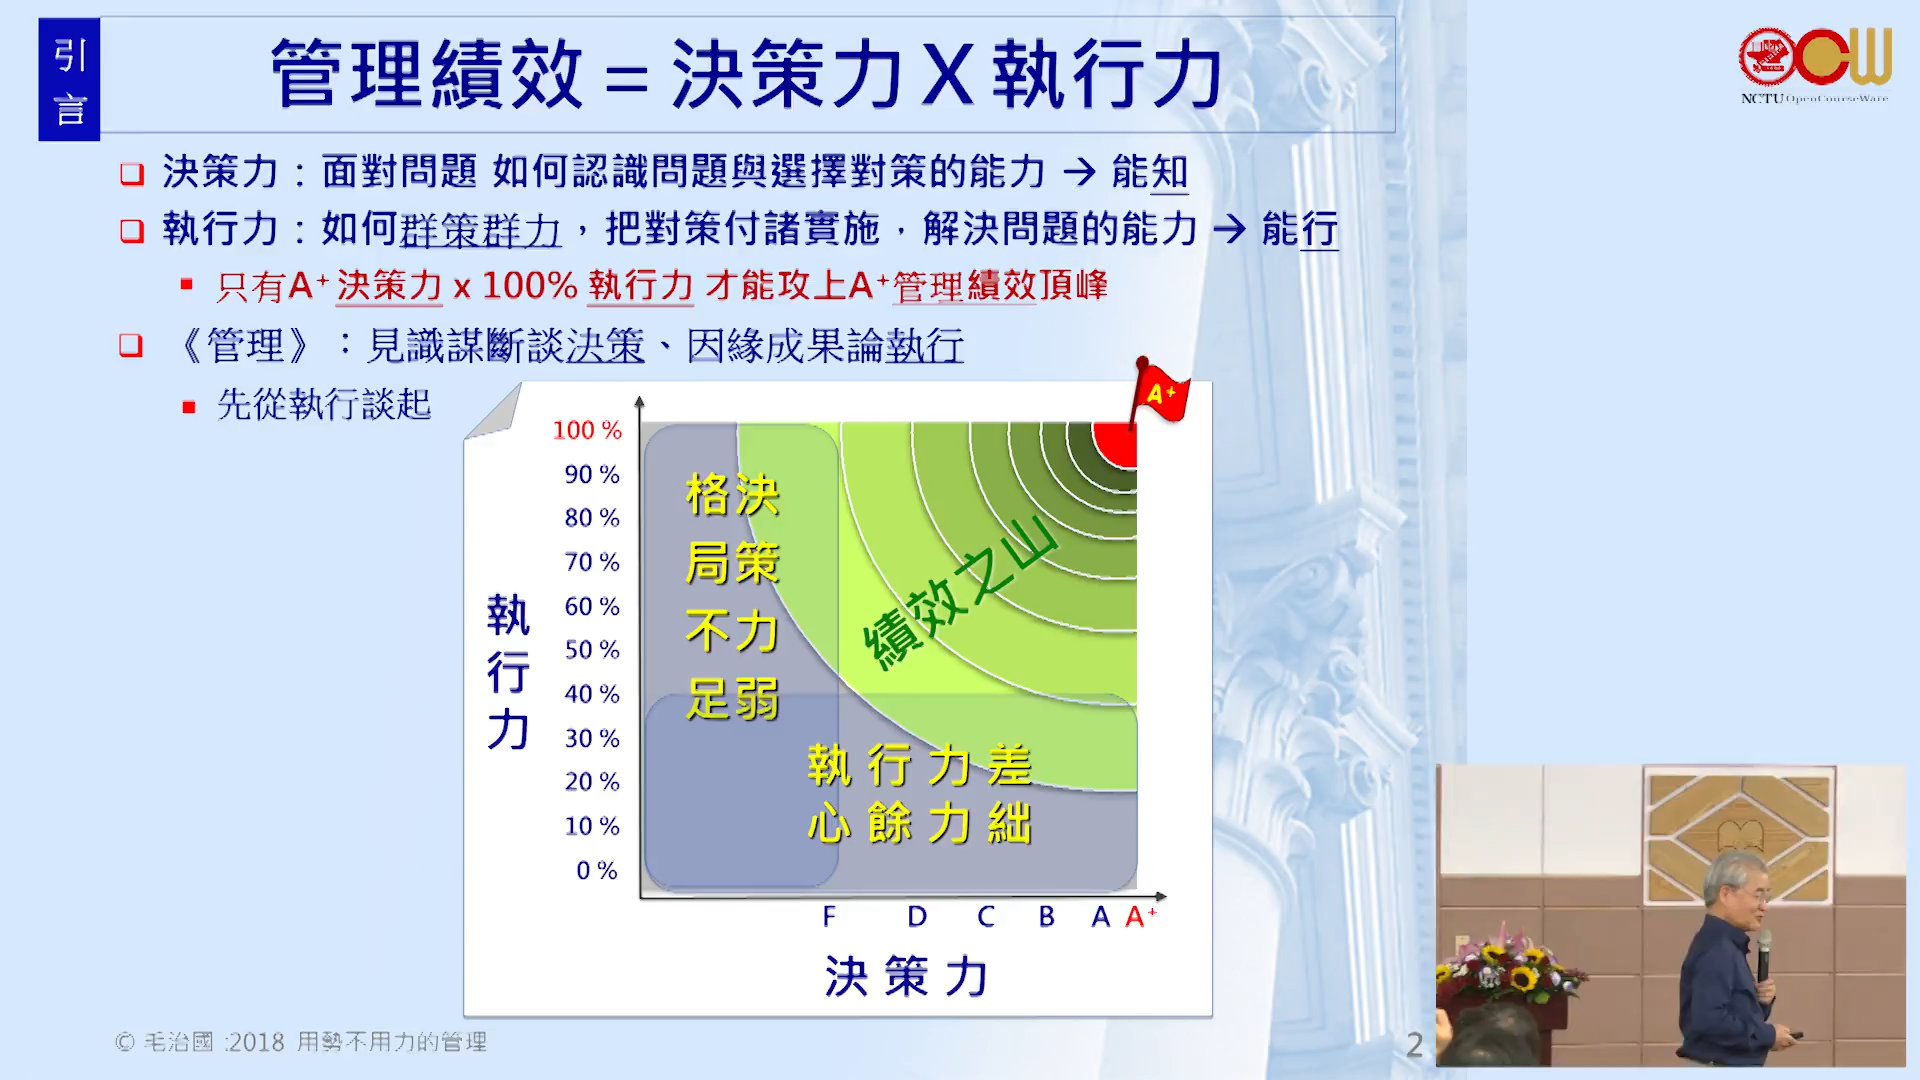 引言
管理績效 = 決策力 X 執行力
NCTU OpenCourseWare
❑ 決策力：面對問題 如何認識問題與選擇對策的能力 → 能知
❑ 執行力：如何群策群力，把對策付諸實施，解決問題的能力 → 能行
▪ 只有A⁺決策力 x 100% 執行力 才能攻上A⁺管理績效頂峰
❑ 《管理》：見識謀斷談決策、因緣成果論執行
▪ 先從執行談起
A⁺
100 %
90 %
80 %
70 %
60 %
50 %
40 %
30 %
20 %
10 %
0 %
執行力
決策力弱
格局不足
績效之山
執行力差
心餘力絀
F D C B A A⁺
決策力
© 毛治國 :2018 用勢不用力的管理
2